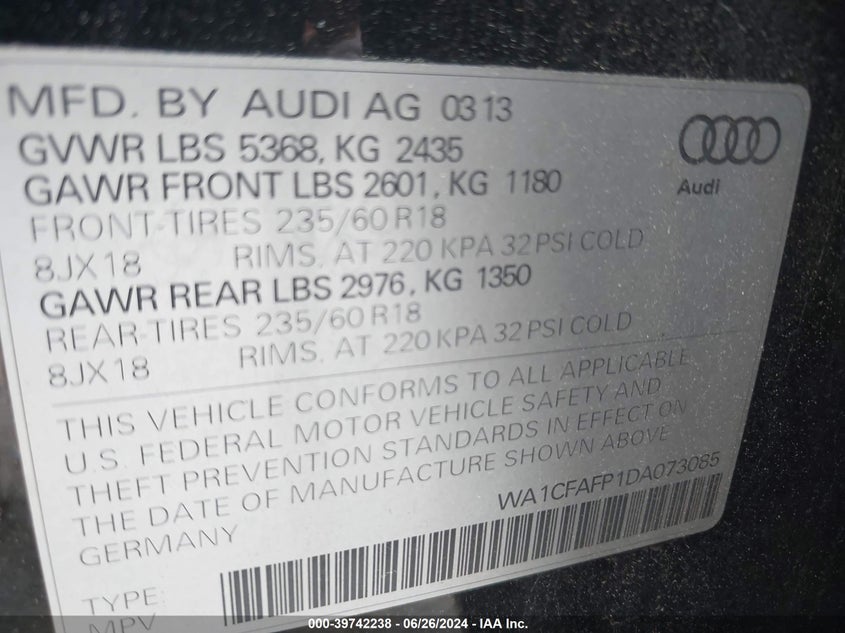 MFD. BY AUDI AG 03 13
GVWR LBS 5368, KG 2435
GAWR FRONT LBS 2601, KG 1180
FRONT-TIRES 235/60 R18
8JX18 RIMS, AT 220 KPA 32 PSI COLD
GAWR REAR LBS 2976, KG 1350
REAR-TIRES 235/60 R18
8JX18 RIMS, AT 220 KPA 32 PSI COLD
Audi
THIS VEHICLE CONFORMS TO ALL APPLICABLE
U.S. FEDERAL MOTOR VEHICLE SAFETY AND
THEFT PREVENTION STANDARDS IN EFFECT ON
THE DATE OF MANUFACTURE SHOWN ABOVE
GERMANY
WA1CFAFP1DA073085
TYPE:
MPV
000-39742238 - 06/26/2024 - IAA Inc.